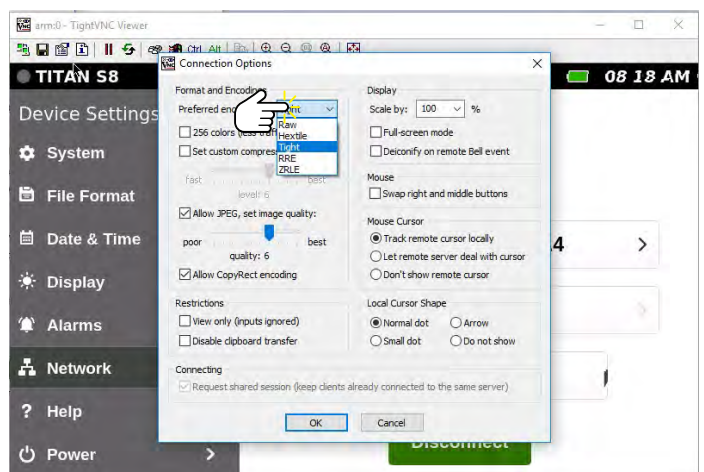 arm:0 - TightVNC Viewer
Ctrl Alt
TITAN S8
08 18 AM
Device Settings
System
File Format
Date & Time
Display
Alarms
Network
? Help
Power
Connection Options
Format and Encodings
Preferred
Tight
Raw
Hextile
Tight
RRE
ZRLE
256 colors
Set custom
fast
best
level: 6
Allow JPEG, set image quality:
poor
best
quality: 6
Allow CopyRect encoding
Restrictions
View only (inputs ignored)
Disable clipboard transfer
Display
Scale by: 100 %
Full-screen mode
Deiconify on remote Bell event
Mouse
Swap right and middle buttons
Mouse Cursor
Track remote cursor locally
Let remote server deal with cursor
Don't show remote cursor
Local Cursor Shape
Normal dot
Arrow
Small dot
Do not show
Connecting
Request shared session (keep clients already connected to the same server)
OK
Cancel
4
Disconnect